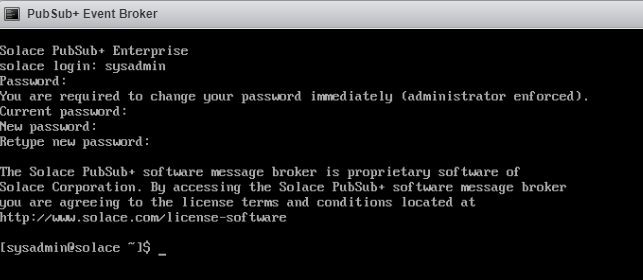 PubSub+ Event Broker
Solace PubSub+ Enterprise
solace login: sysadmin
Password:
You are required to change your password immediately (administrator enforced).
Current password:
New password:
Retype new password:
The Solace PubSub+ software message broker is proprietary software of
Solace Corporation. By accessing the Solace PubSub+ software message broker
you are agreeing to the license terms and conditions located at
http://www.solace.com/license-software
[sysadmin@solace ~]$ _